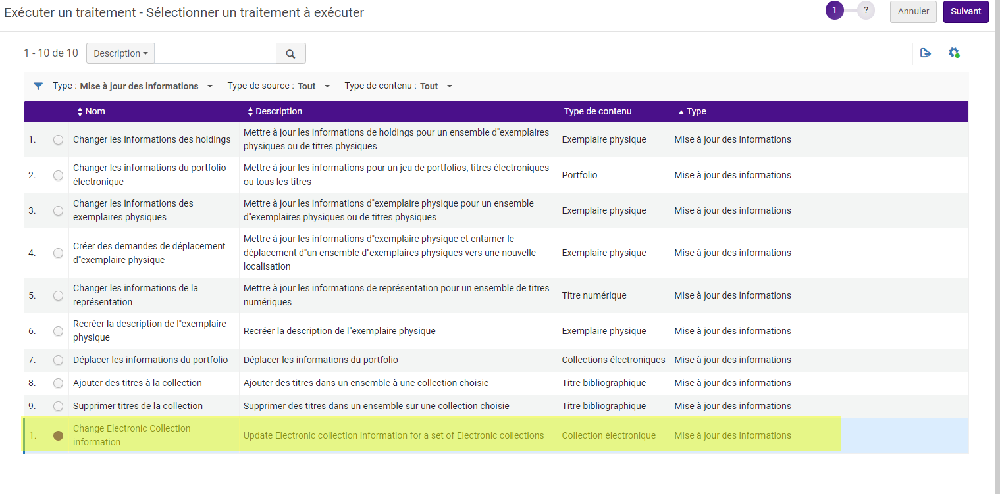 Exécuter un traitement - Sélectionner un traitement à exécuter
1
?
Annuler
Suivant
1 - 10 de 10
Description
Type : Mise à jour des informations
Type de source : Tout
Type de contenu : Tout
Nom
Description
Type de contenu
Type
1. Changer les informations des holdings
Mettre à jour les informations de holdings pour un ensemble d"exemplaires
physiques ou de titres physiques
Exemplaire physique
Mise à jour des informations
2. Changer les informations du portfolio
électronique
Mettre à jour les informations pour un jeu de portfolios, titres électroniques
ou tous les titres
Portfolio
Mise à jour des informations
3. Changer les informations des
exemplaires physiques
Mettre à jour les informations d"exemplaire physique pour un ensemble
d"exemplaires physiques ou de titres physiques
Exemplaire physique
Mise à jour des informations
4. Créer des demandes de déplacement
d"exemplaire physique
Mettre à jour les informations d"exemplaire physique et entamer le
déplacement d"un ensemble d"exemplaires physiques vers une nouvelle
localisation
Exemplaire physique
Mise à jour des informations
5. Changer les informations de la
représentation
Mettre à jour les informations de représentation pour un ensemble de titres
numériques
Titre numérique
Mise à jour des informations
6. Recréer la description de l"exemplaire
physique
Recréer la description de l"exemplaire physique
Exemplaire physique
Mise à jour des informations
7. Déplacer les informations du portfolio
Déplacer les informations du portfolio
Collections électroniques
Mise à jour des informations
8. Ajouter des titres à la collection
Ajouter des titres dans un ensemble à une collection choisie
Titre bibliographique
Mise à jour des informations
9. Supprimer titres de la collection
Supprimer des titres dans un ensemble sur une collection choisie
Titre bibliographique
Mise à jour des informations
1. Change Electronic Collection
information
Update Electronic collection information for a set of Electronic collections
Collection électronique
Mise à jour des informations